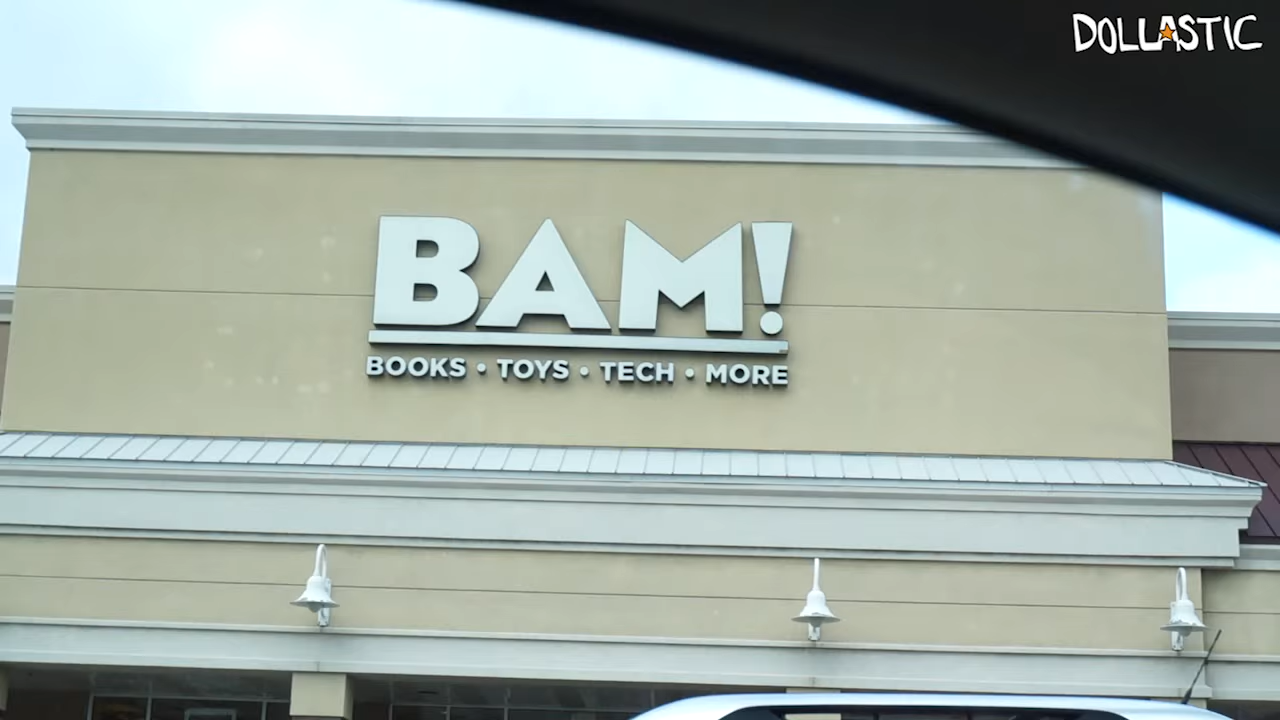 DOLLASTIC
BAM!
BOOKS • TOYS • TECH • MORE